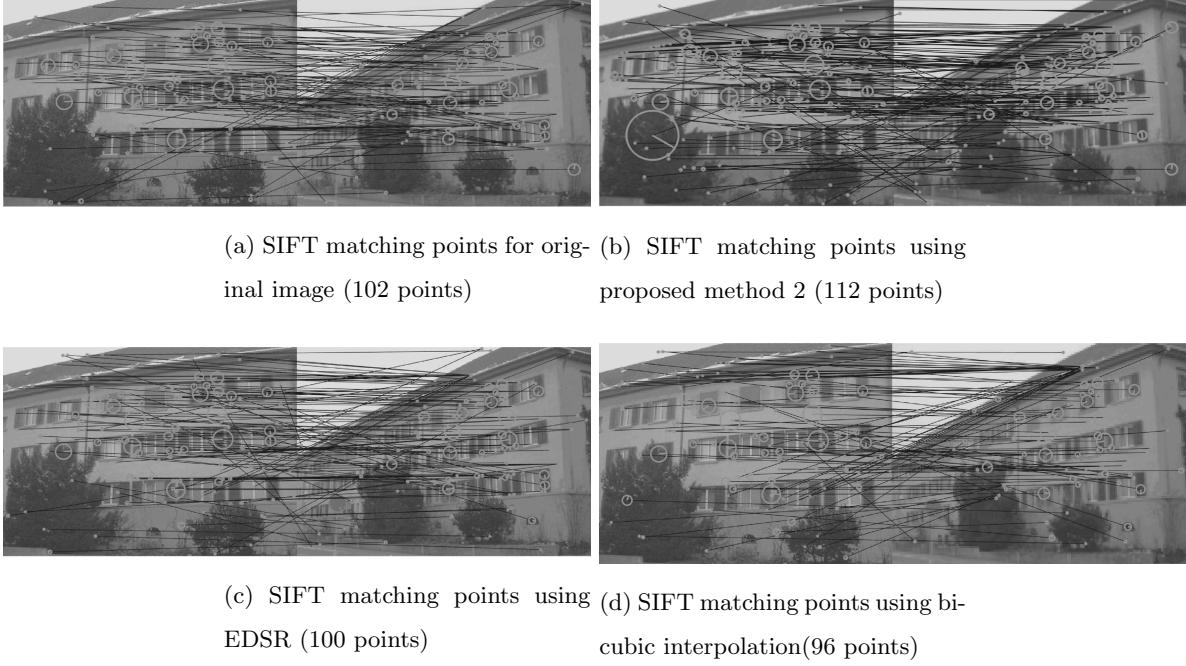 (a) SIFT matching points for orig-
inal image (102 points)
(b) SIFT matching points using
proposed method 2 (112 points)
(c) SIFT matching points using
EDSR (100 points)
(d) SIFT matching points using bi-
cubic interpolation(96 points)